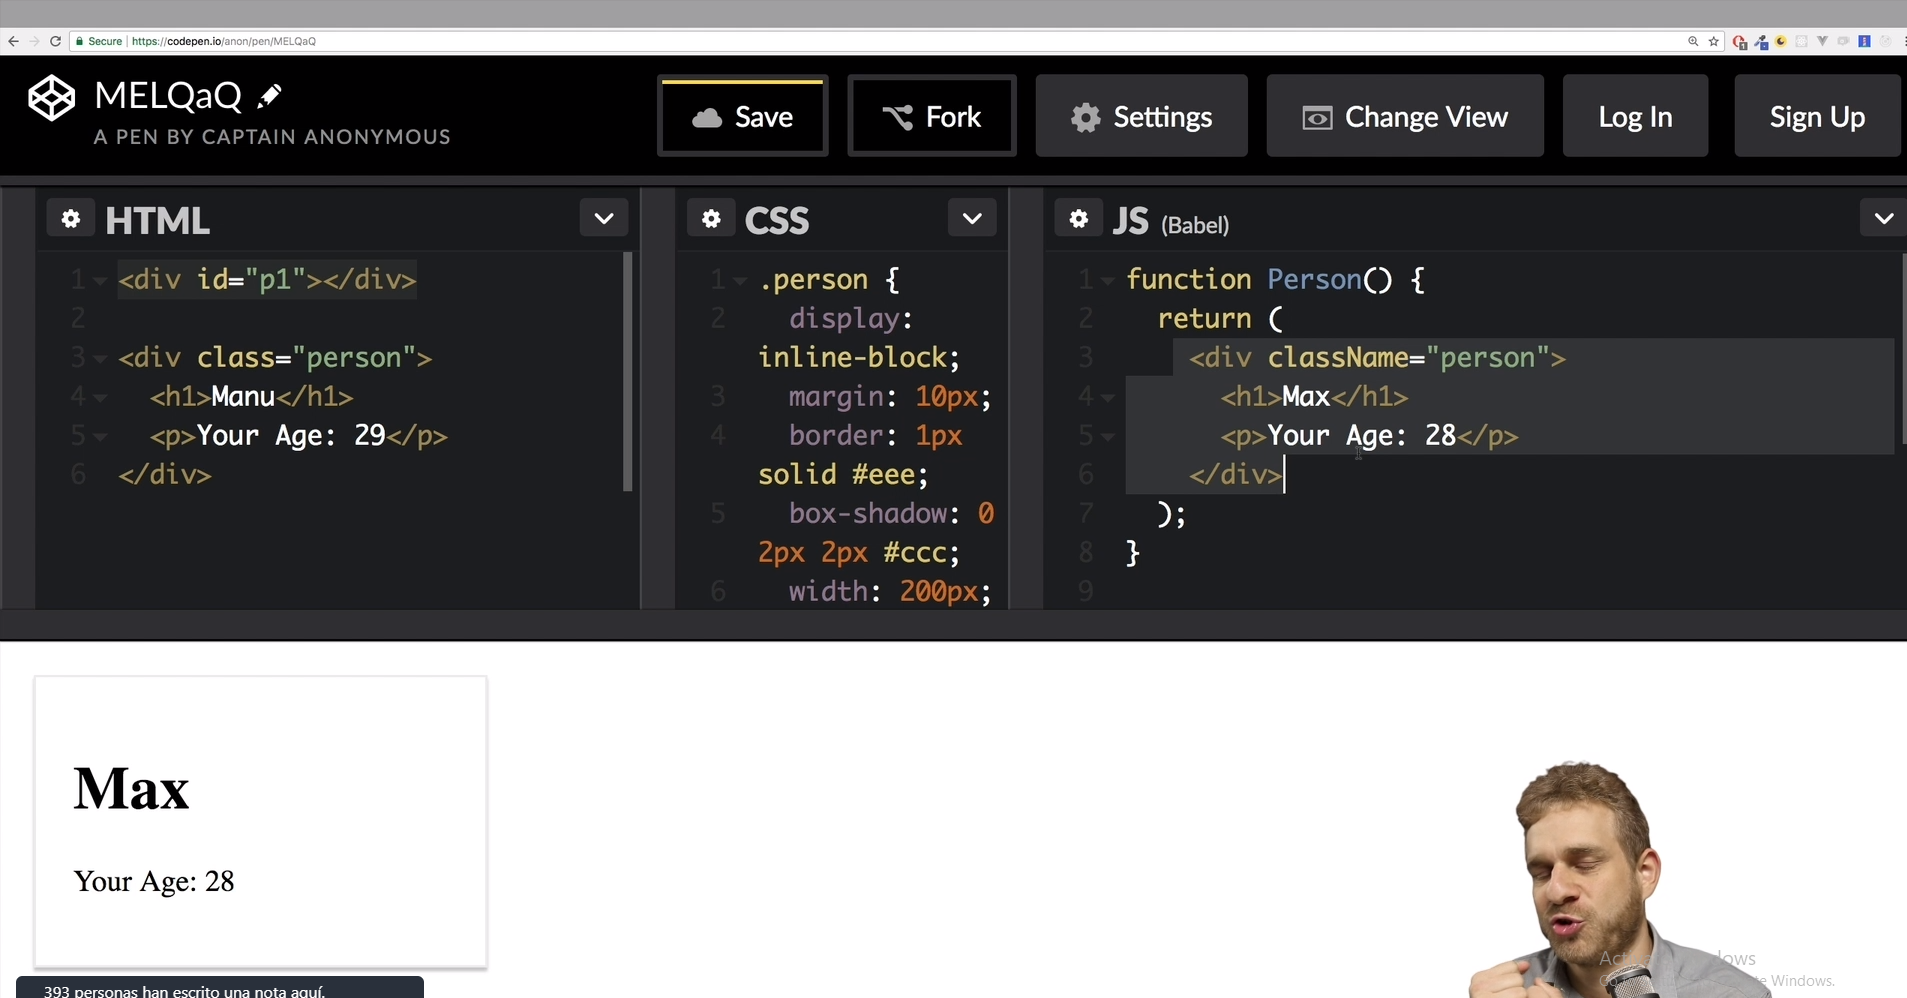 Secure https://codepen.io/anon/pen/MELQaQ
MELQaQ
A PEN BY CAPTAIN ANONYMOUS
Save
Fork
Settings
Change View
Log In
Sign Up
HTML
1 <div id="p1"></div>
2
3 <div class="person">
4 <h1>Manu</h1>
5 <p>Your Age: 29</p>
6 </div>
CSS
1 .person {
2 display:
inline-block;
3 margin: 10px;
4 border: 1px
solid #eee;
5 box-shadow: 0
2px 2px #ccc;
6 width: 200px;
JS (Babel)
1 function Person() {
2 return (
3 <div className="person">
4 <h1>Max</h1>
5 <p>Your Age: 28</p>
6 </div>
7 );
8 }
9
Max
Your Age: 28
393 personas han escrito una nota aquí.
Windows.